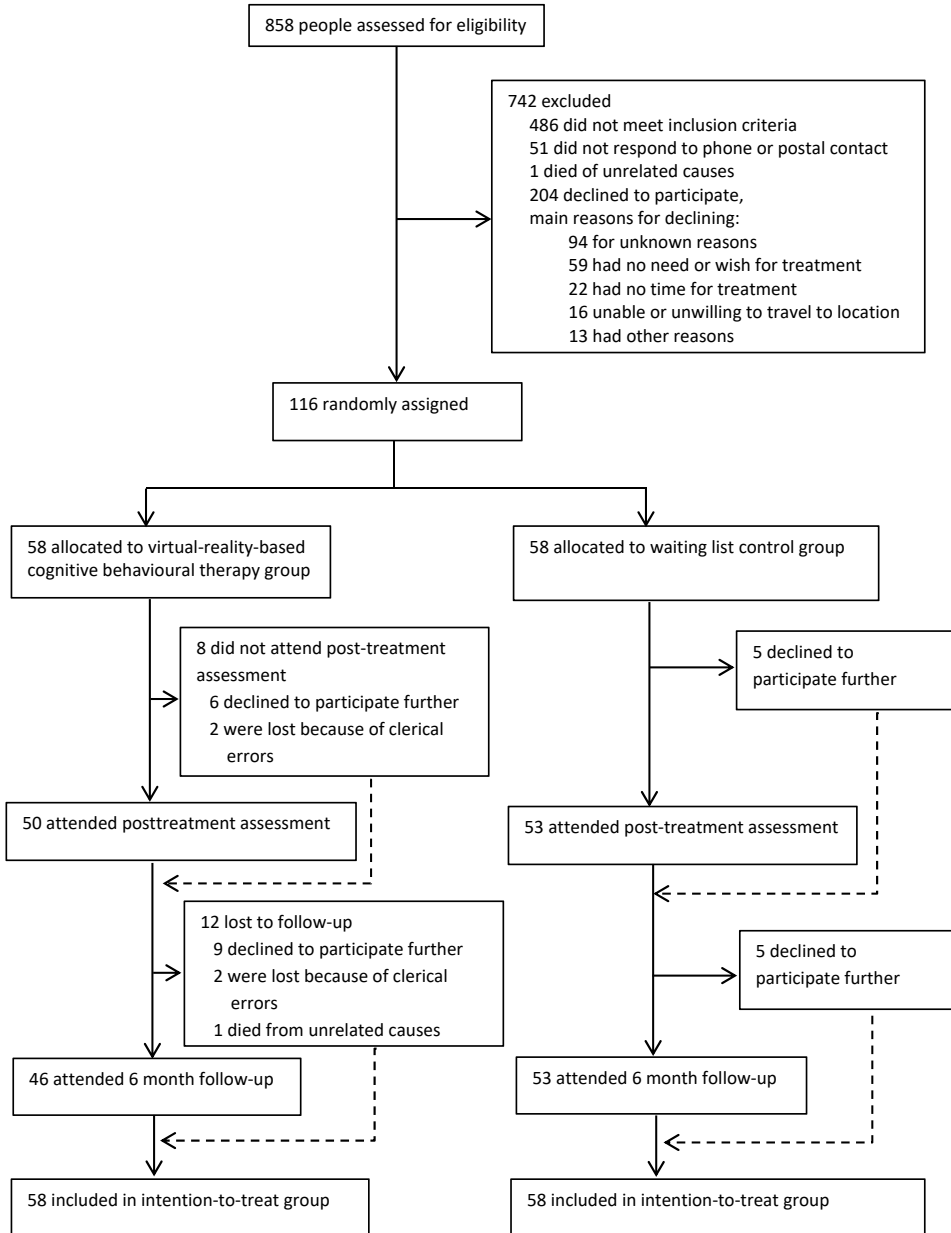 858 people assessed for eligibility
742 excluded
486 did not meet inclusion criteria
51 did not respond to phone or postal contact
1 died of unrelated causes
204 declined to participate,
main reasons for declining:
94 for unknown reasons
59 had no need or wish for treatment
22 had no time for treatment
16 unable or unwilling to travel to location
13 had other reasons
116 randomly assigned
58 allocated to virtual-reality-based
cognitive behavioural therapy group
58 allocated to waiting list control group
8 did not attend post-treatment
assessment
6 declined to participate further
2 were lost because of clerical
errors
5 declined to
participate further
50 attended posttreatment assessment
53 attended post-treatment assessment
12 lost to follow-up
9 declined to participate further
2 were lost because of clerical
errors
1 died from unrelated causes
5 declined to
participate further
46 attended 6 month follow-up
53 attended 6 month follow-up
58 included in intention-to-treat group
58 included in intention-to-treat group